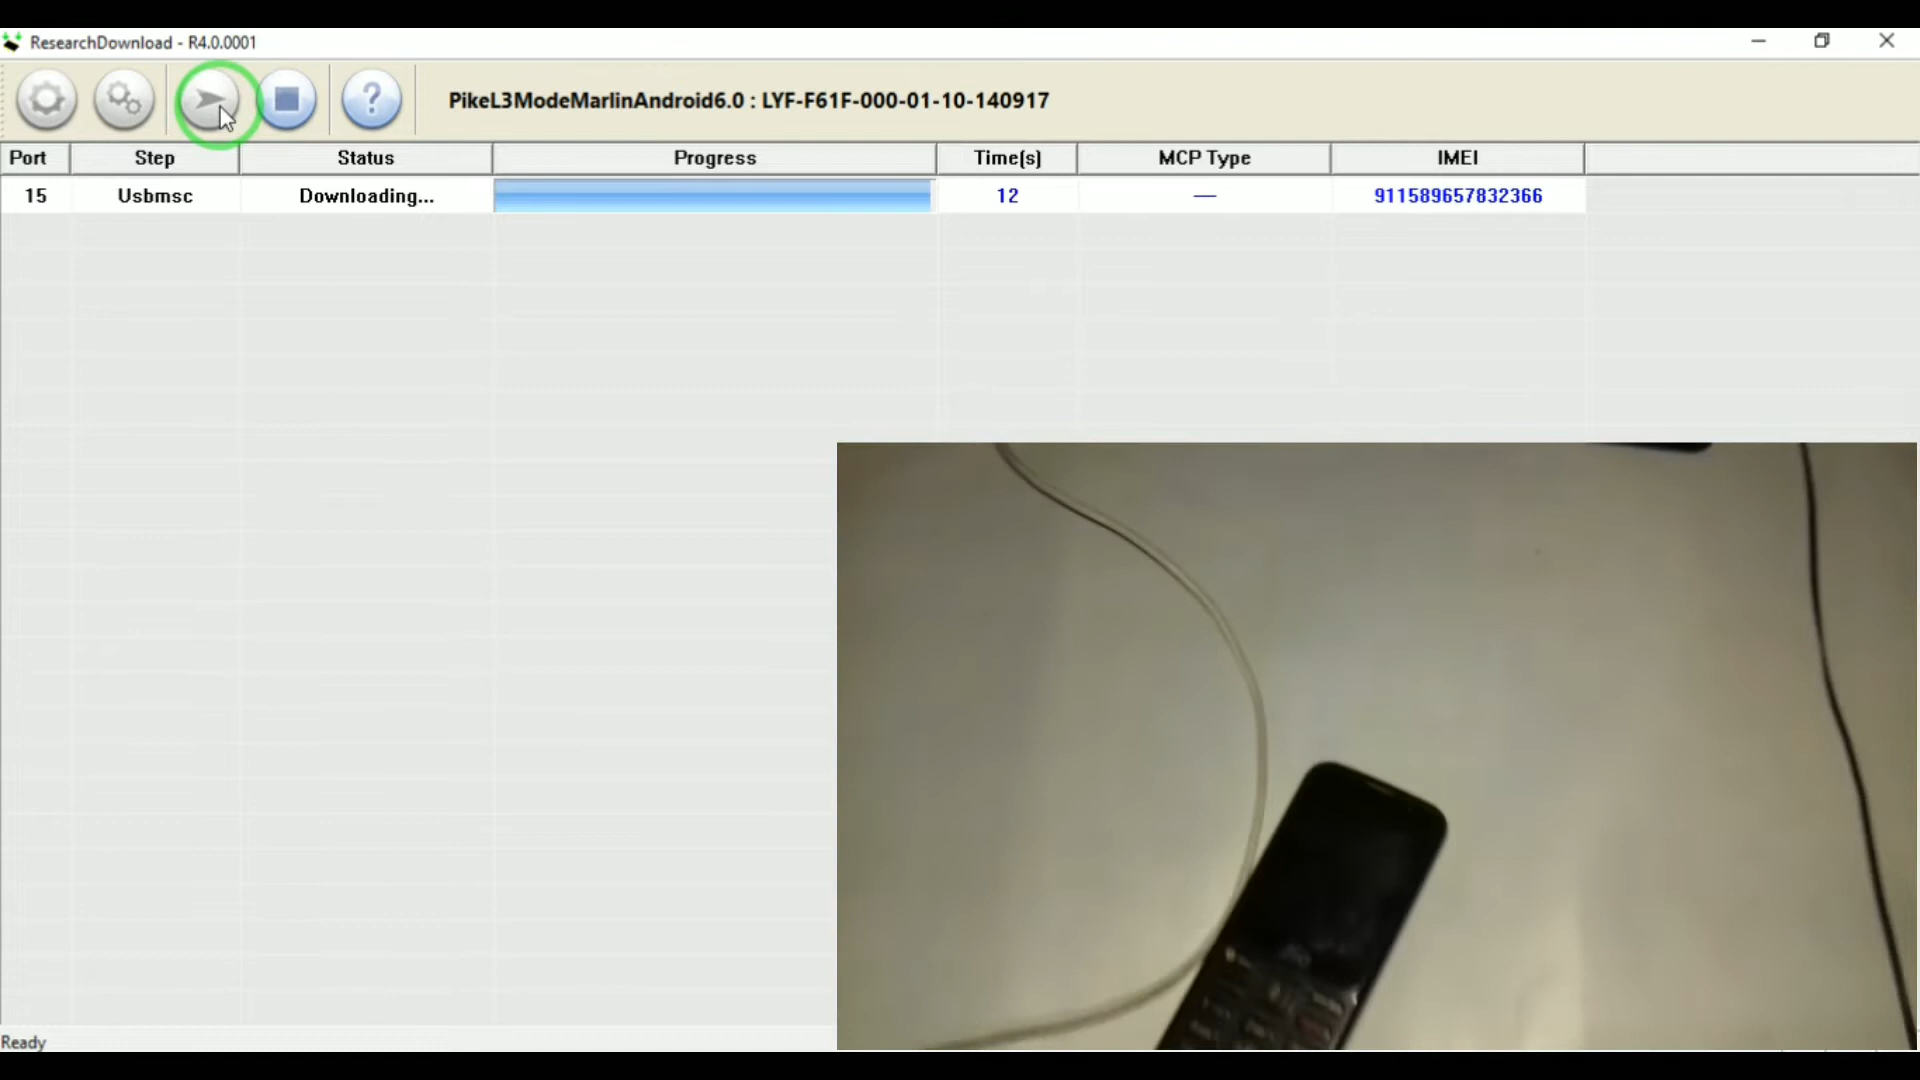 ResearchDownload - R4.0.0001
PikeL3ModeMarlinAndroid6.0 : LYF-F61F-000-01-10-140917
Port Step Status Progress Time(s) MCP Type IMEI
15 Usbmsc Downloading... 12 — 911589657832366
Ready